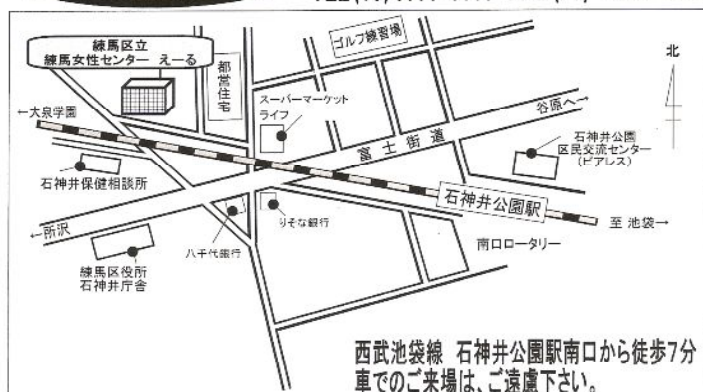 練馬区立
練馬女性センター えーる
都営住宅
ゴルフ練習場
北
←大泉学園
スーパーマーケット
ライフ
谷原へ→
富士街道
石神井公園
区民交流センター
(ピアレス)
石神井保健相談所
石神井公園駅
至 池袋→
←所沢
八千代銀行
りそな銀行
南口ロータリー
練馬区役所
石神井庁舎
西武池袋線 石神井公園駅南口から徒歩7分
車でのご来場は、ご遠慮下さい。